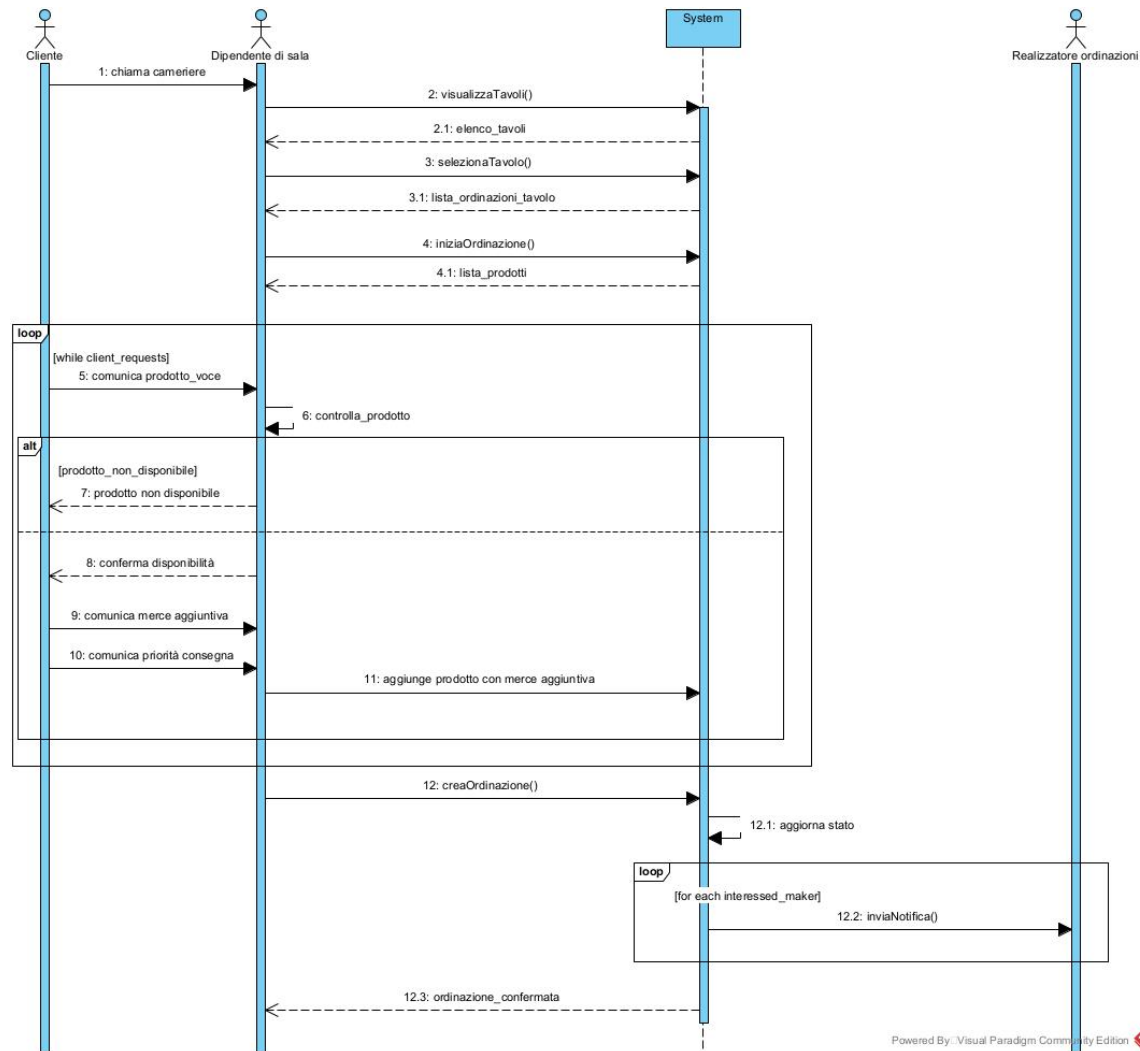 System
Cliente
Dipendente di sala
Realizzatore ordinazioni
1: chiama cameriere
2: visualizzaTavoli()
2.1: elenco_tavoli
3: selezionaTavolo()
3.1: lista_ordinazioni_tavolo
4: iniziaOrdinazione()
4.1: lista_prodotti
loop
[while client_requests]
5: comunica prodotto_voce
6: controlla_prodotto
alt
[prodotto_non_disponibile]
7: prodotto non disponibile
8: conferma disponibilità
9: comunica merce aggiuntiva
10: comunica priorità consegna
11: aggiunge prodotto con merce aggiuntiva
12: creaOrdinazione()
12.1: aggiorna stato
loop
[for each interessed_maker]
12.2: inviaNotifica()
12.3: ordinazione_confermata
Powered By Visual Paradigm Community Edition